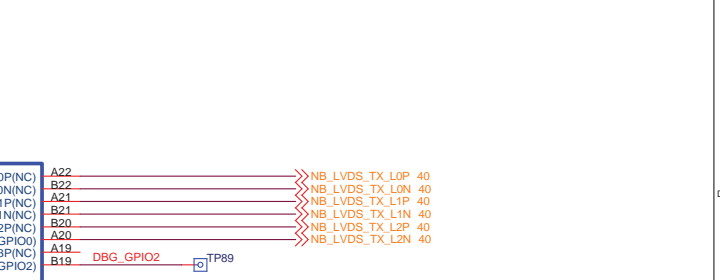 0P(NC) A22 NB_LVDS_TX_L0P 40
0N(NC) B22 NB_LVDS_TX_L0N 40
1P(NC) A21 NB_LVDS_TX_L1P 40
1N(NC) B21 NB_LVDS_TX_L1N 40
2P(NC) B20 NB_LVDS_TX_L2P 40
GPIO0) A20 NB_LVDS_TX_L2N 40
3P(NC) A19
GPIO2) B19 DBG_GPIO2 TP89